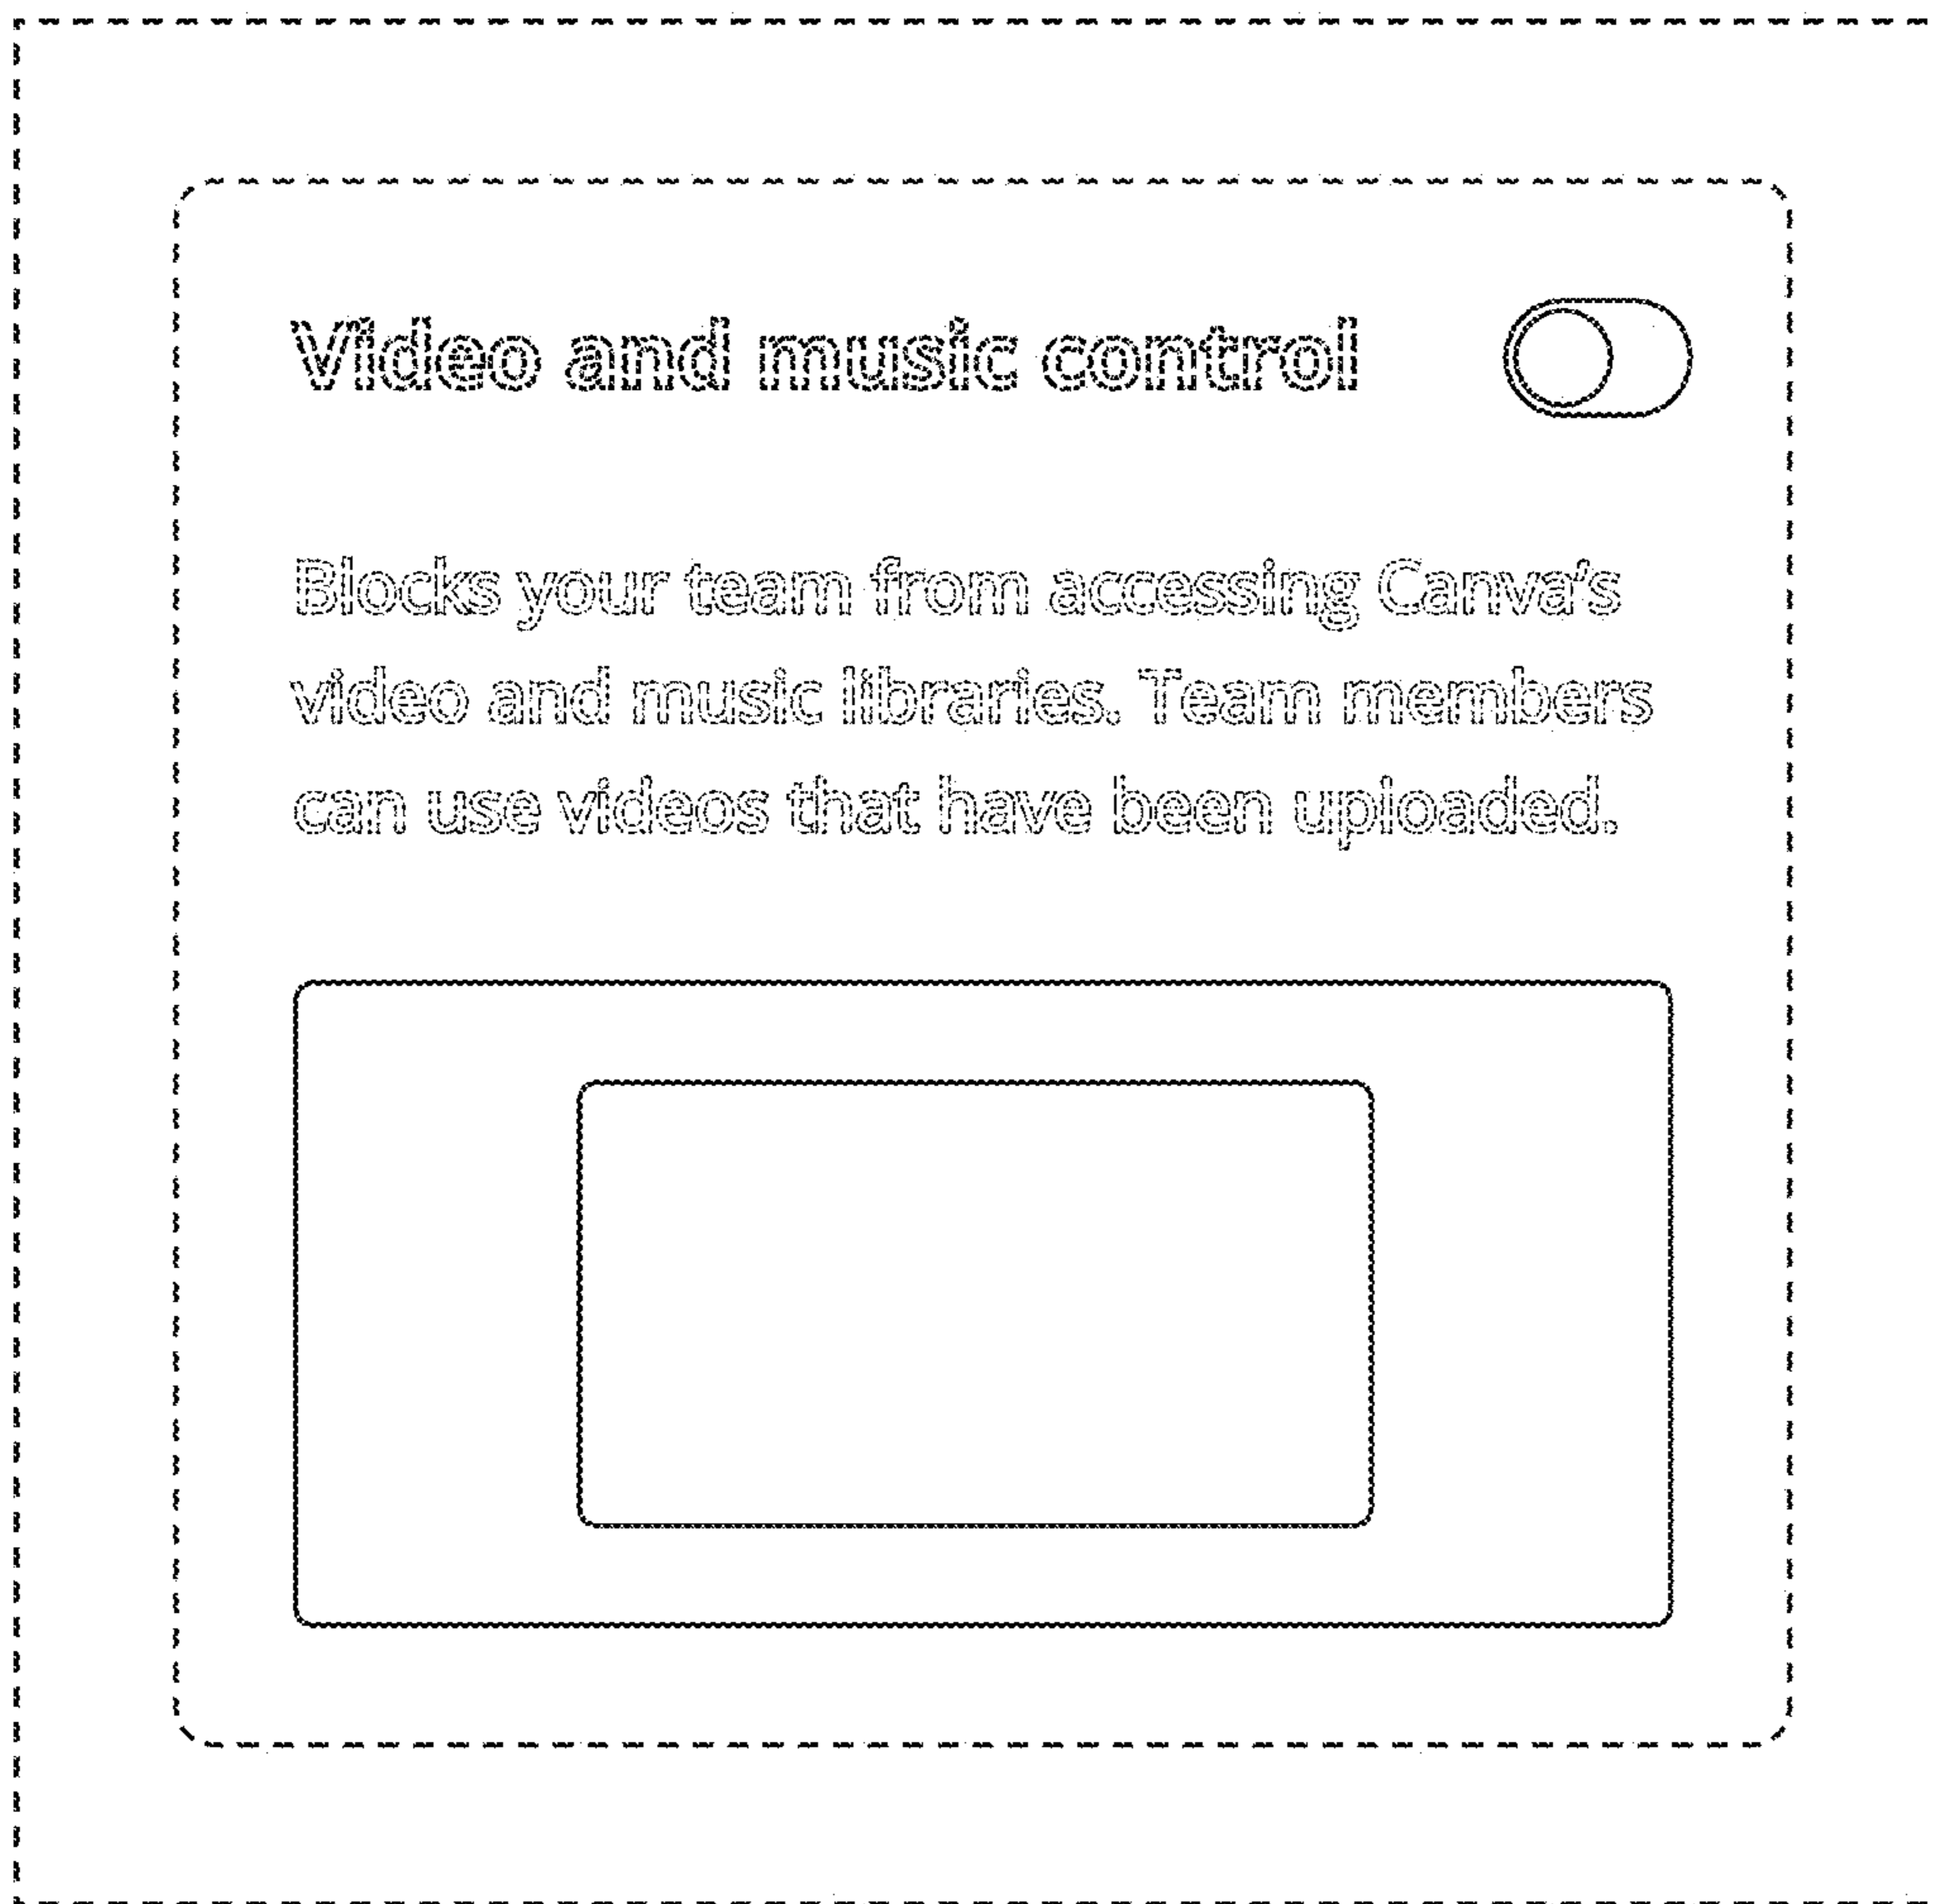 Video and music control
Blocks your team from accessing Canva's
video and music libraries. Team members
can use videos that have been uploaded.